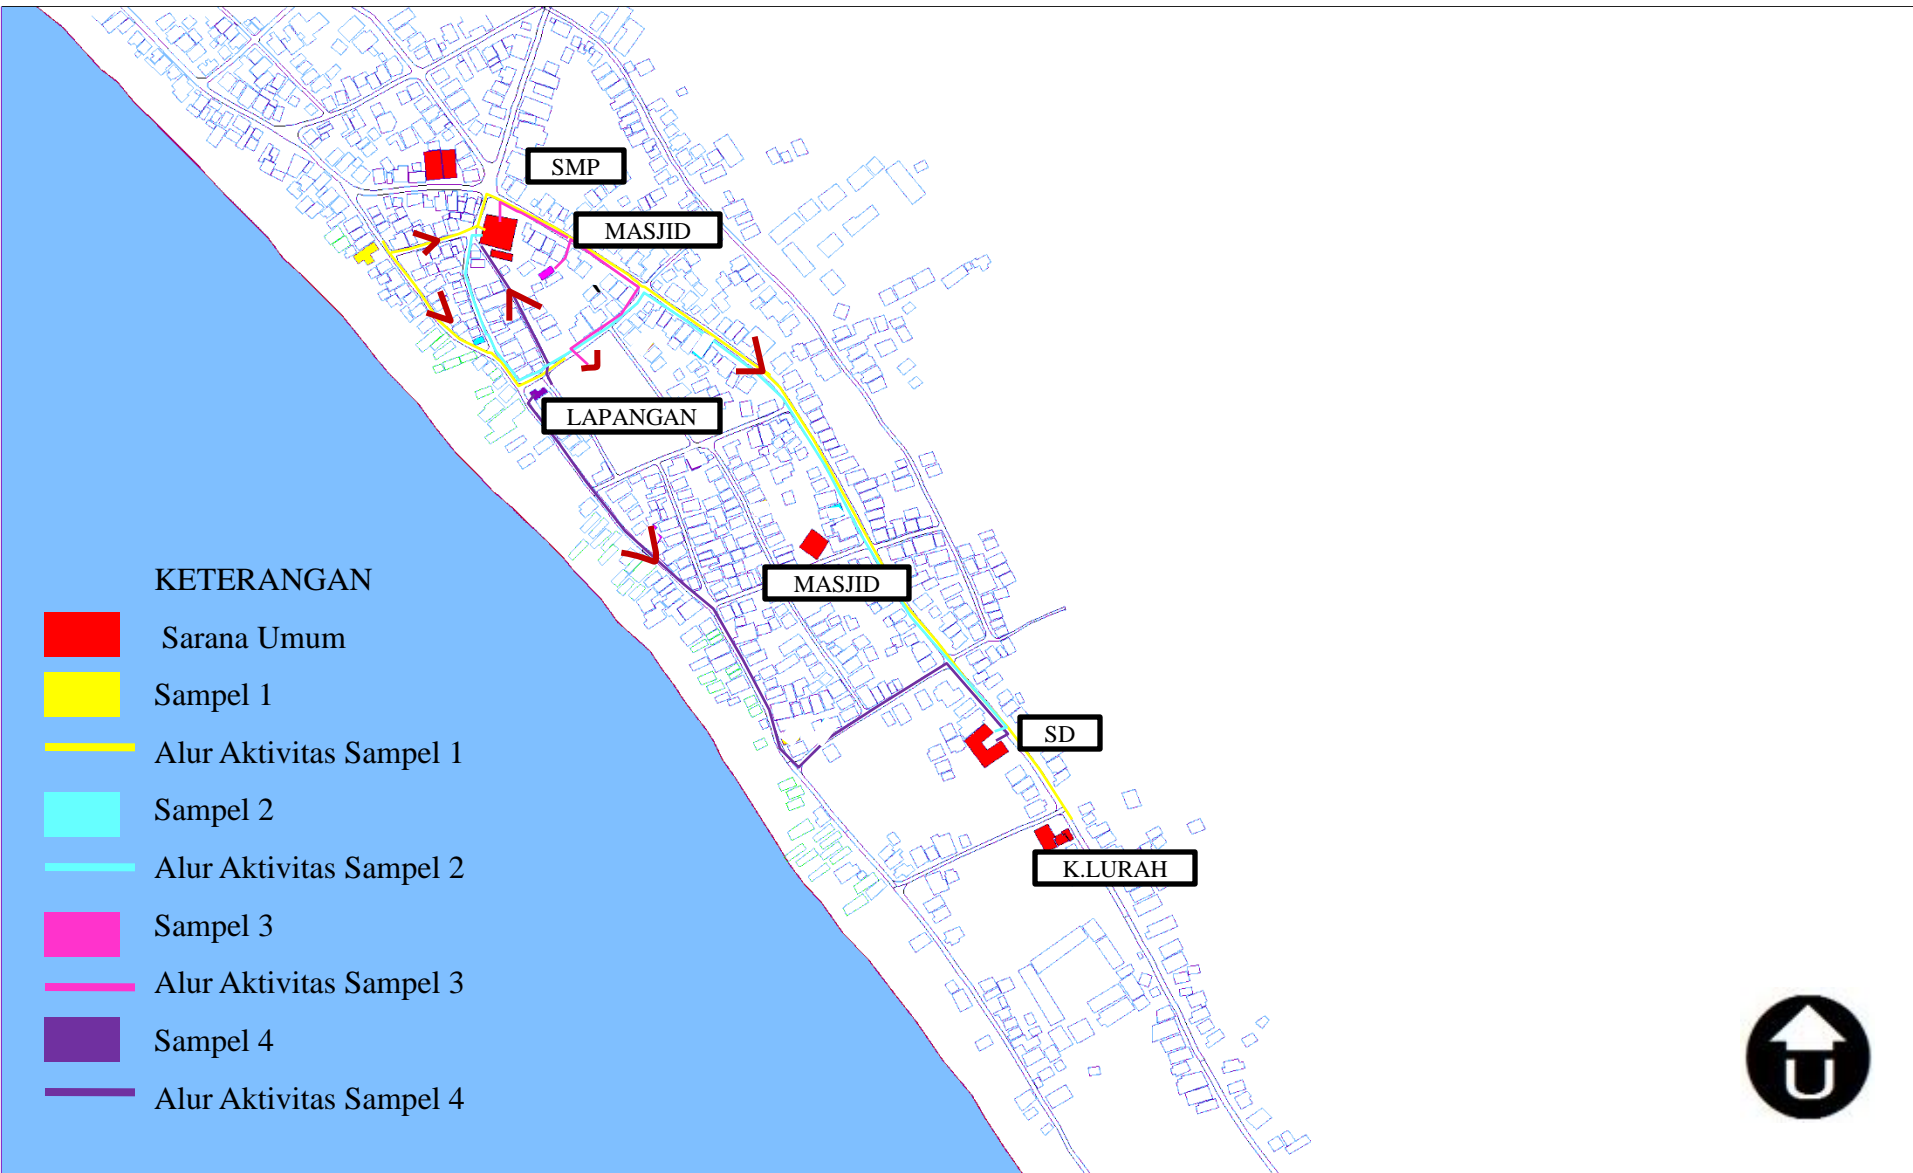 SMP
MASJID
LAPANGAN
MASJID
SD
K.LURAH
KETERANGAN
Sarana Umum
Sampel 1
Alur Aktivitas Sampel 1
Sampel 2
Alur Aktivitas Sampel 2
Sampel 3
Alur Aktivitas Sampel 3
Sampel 4
Alur Aktivitas Sampel 4
U